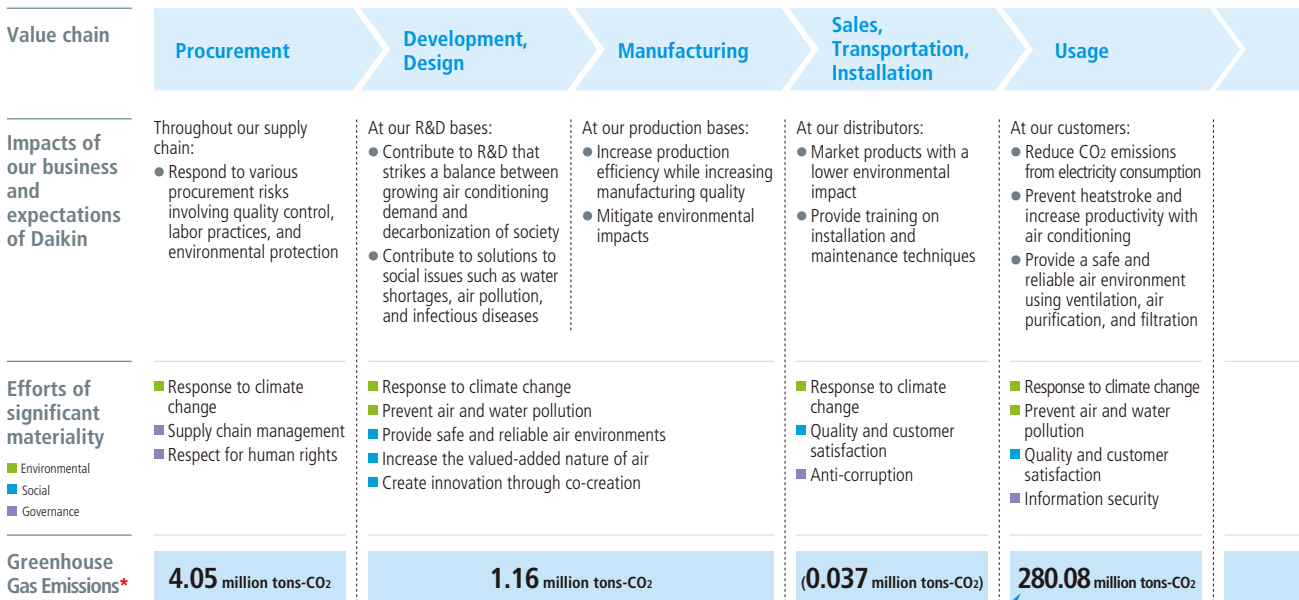 Value chain
Procurement
Development,
Design
Manufacturing
Sales,
Transportation,
Installation
Usage
Impacts of
our business
and
expectations
of Daikin
Throughout our supply
chain:
● Respond to various
procurement risks
involving quality control,
labor practices, and
environmental protection
At our R&D bases:
● Contribute to R&D that
strikes a balance between
growing air conditioning
demand and
decarbonization of society
● Contribute to solutions to
social issues such as water
shortages, air pollution,
and infectious diseases
At our production bases:
● Increase production
efficiency while increasing
manufacturing quality
● Mitigate environmental
impacts
At our distributors:
● Market products with a
lower environmental
impact
● Provide training on
installation and
maintenance techniques
At our customers:
● Reduce CO2 emissions
from electricity consumption
● Prevent heatstroke and
increase productivity with
air conditioning
● Provide a safe and
reliable air environment
using ventilation, air
purification, and filtration
Efforts of
significant
materiality
■ Environmental
■ Social
■ Governance
■ Response to climate
change
■ Supply chain management
■ Respect for human rights
■ Response to climate change
■ Prevent air and water pollution
■ Provide safe and reliable air environments
■ Increase the valued-added nature of air
■ Create innovation through co-creation
■ Response to climate
change
■ Quality and customer
satisfaction
■ Anti-corruption
■ Response to climate change
■ Prevent air and water
pollution
■ Quality and customer
satisfaction
■ Information security
Greenhouse
Gas Emissions*
4.05 million tons-CO2
1.16 million tons-CO2
(0.037 million tons-CO2)
280.08 million tons-CO2